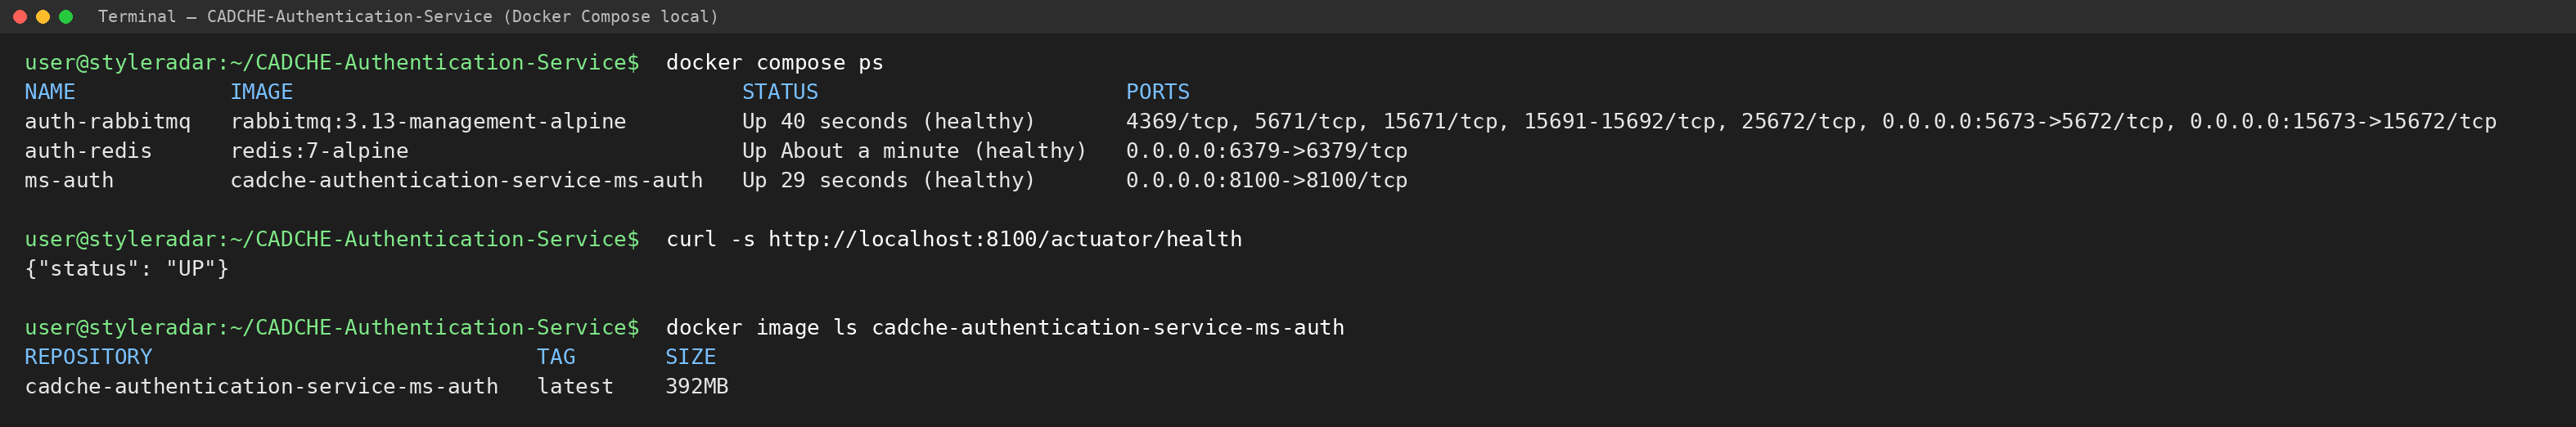 Terminal — CADCHE-Authentication-Service (Docker Compose local)
user@styleradar:~/CADCHE-Authentication-Service$ docker compose ps
NAME IMAGE STATUS PORTS
auth-rabbitmq rabbitmq:3.13-management-alpine Up 40 seconds (healthy) 4369/tcp, 5671/tcp, 15671/tcp, 15691-15692/tcp, 25672/tcp, 0.0.0.0:5673->5672/tcp, 0.0.0.0:15673->15672/tcp
auth-redis redis:7-alpine Up About a minute (healthy) 0.0.0.0:6379->6379/tcp
ms-auth cadche-authentication-service-ms-auth Up 29 seconds (healthy) 0.0.0.0:8100->8100/tcp
user@styleradar:~/CADCHE-Authentication-Service$ curl -s http://localhost:8100/actuator/health
{"status": "UP"}
user@styleradar:~/CADCHE-Authentication-Service$ docker image ls cadche-authentication-service-ms-auth
REPOSITORY TAG SIZE
cadche-authentication-service-ms-auth latest 392MB